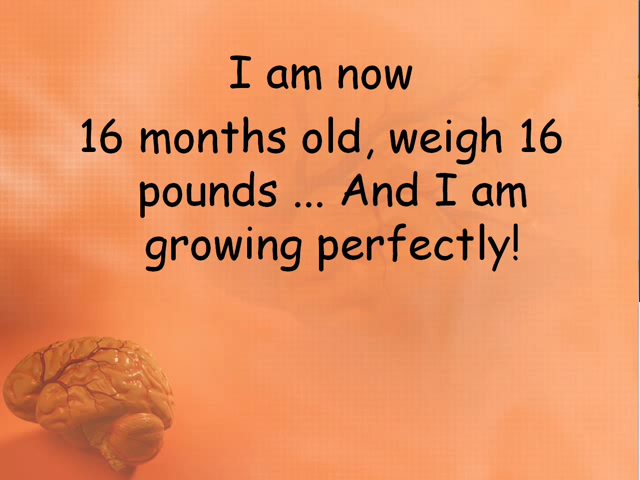 I am now
16 months old, weigh 16
pounds ... And I am
growing perfectly!